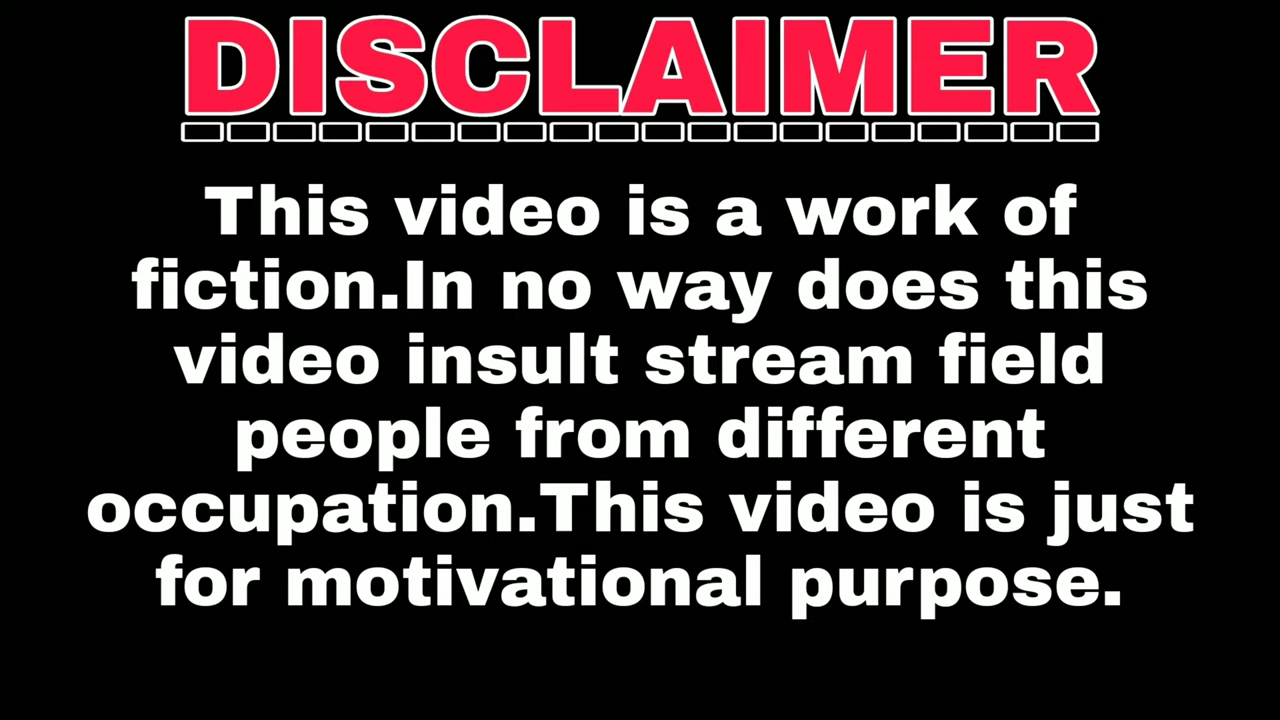 DISCLAIMER
This video is a work of
fiction.In no way does this
video insult stream field
people from different
occupation.This video is just
for motivational purpose.